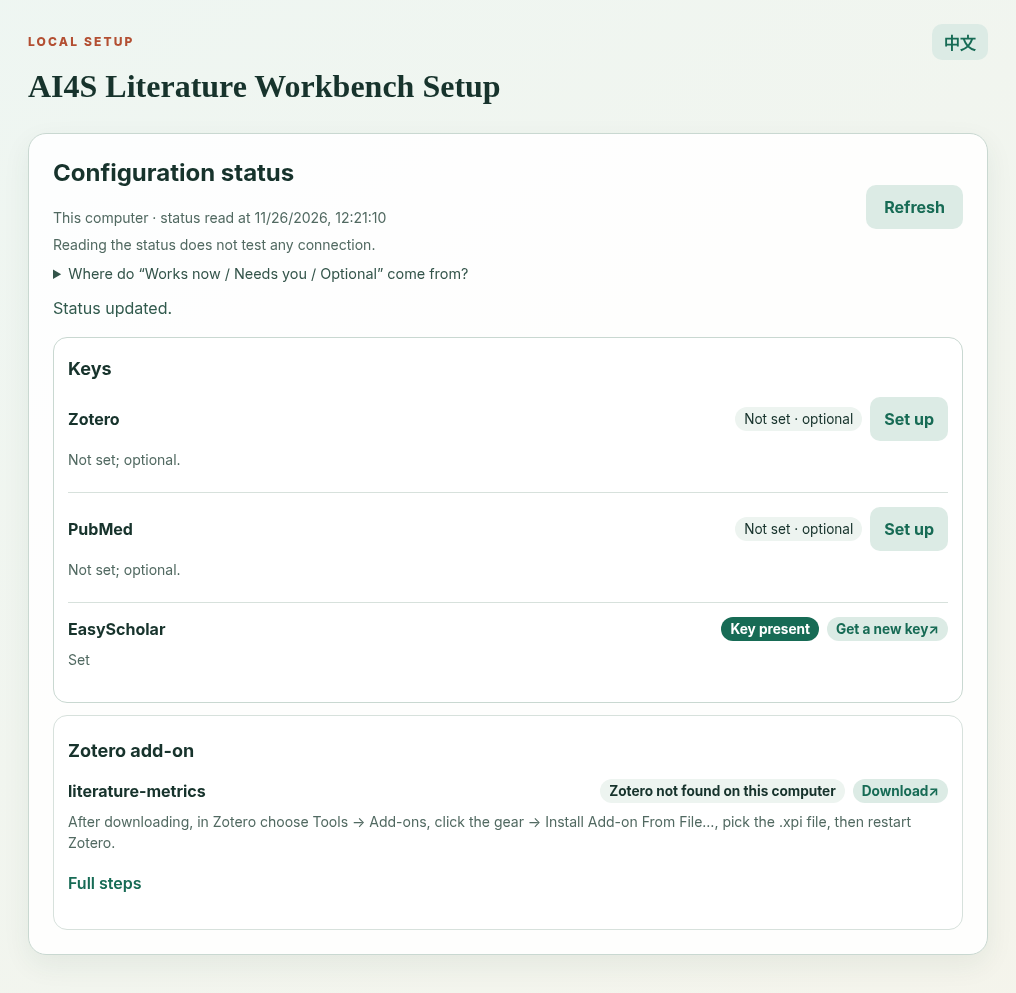 LOCAL SETUP
中文
AI4S Literature Workbench Setup
Configuration status
This computer · status read at 11/26/2026, 12:21:10
Refresh
Reading the status does not test any connection.
Where do “Works now / Needs you / Optional” come from?
Status updated.
Keys
Zotero
Not set · optional
Set up
Not set; optional.
PubMed
Not set · optional
Set up
Not set; optional.
EasyScholar
Key present
Get a new key↗
Set
Zotero add-on
literature-metrics
Zotero not found on this computer
Download↗
After downloading, in Zotero choose Tools → Add-ons, click the gear → Install Add-on From File…, pick the .xpi file, then restart
Zotero.
Full steps